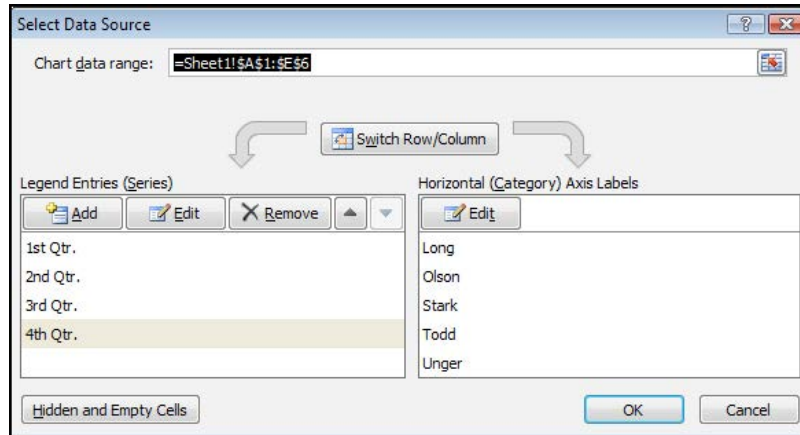 Select Data Source
?
Chart data range: =Sheet1!$A$1:$E$6
Switch Row/Column
Legend Entries (Series)
Add Edit Remove
1st Qtr.
2nd Qtr.
3rd Qtr.
4th Qtr.
Horizontal (Category) Axis Labels
Edit
Long
Olson
Stark
Todd
Unger
Hidden and Empty Cells OK Cancel